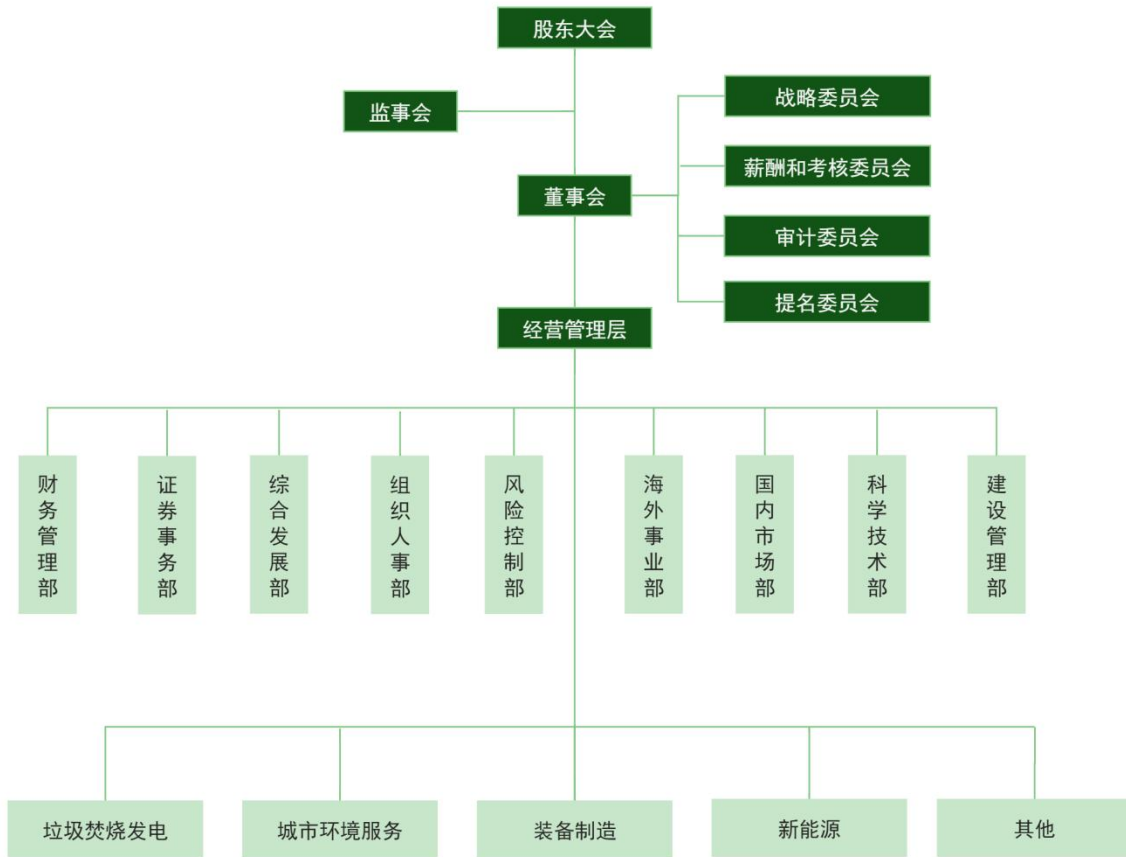 股东大会
监事会
战略委员会
薪酬和考核委员会
董事会
审计委员会
提名委员会
经营管理层
财务管理部
证券事务部
综合发展部
组织人事部
风险控制部
海外事业部
国内市场部
科学技术部
建设管理部
垃圾焚烧发电
城市环境服务
装备制造
新能源
其他